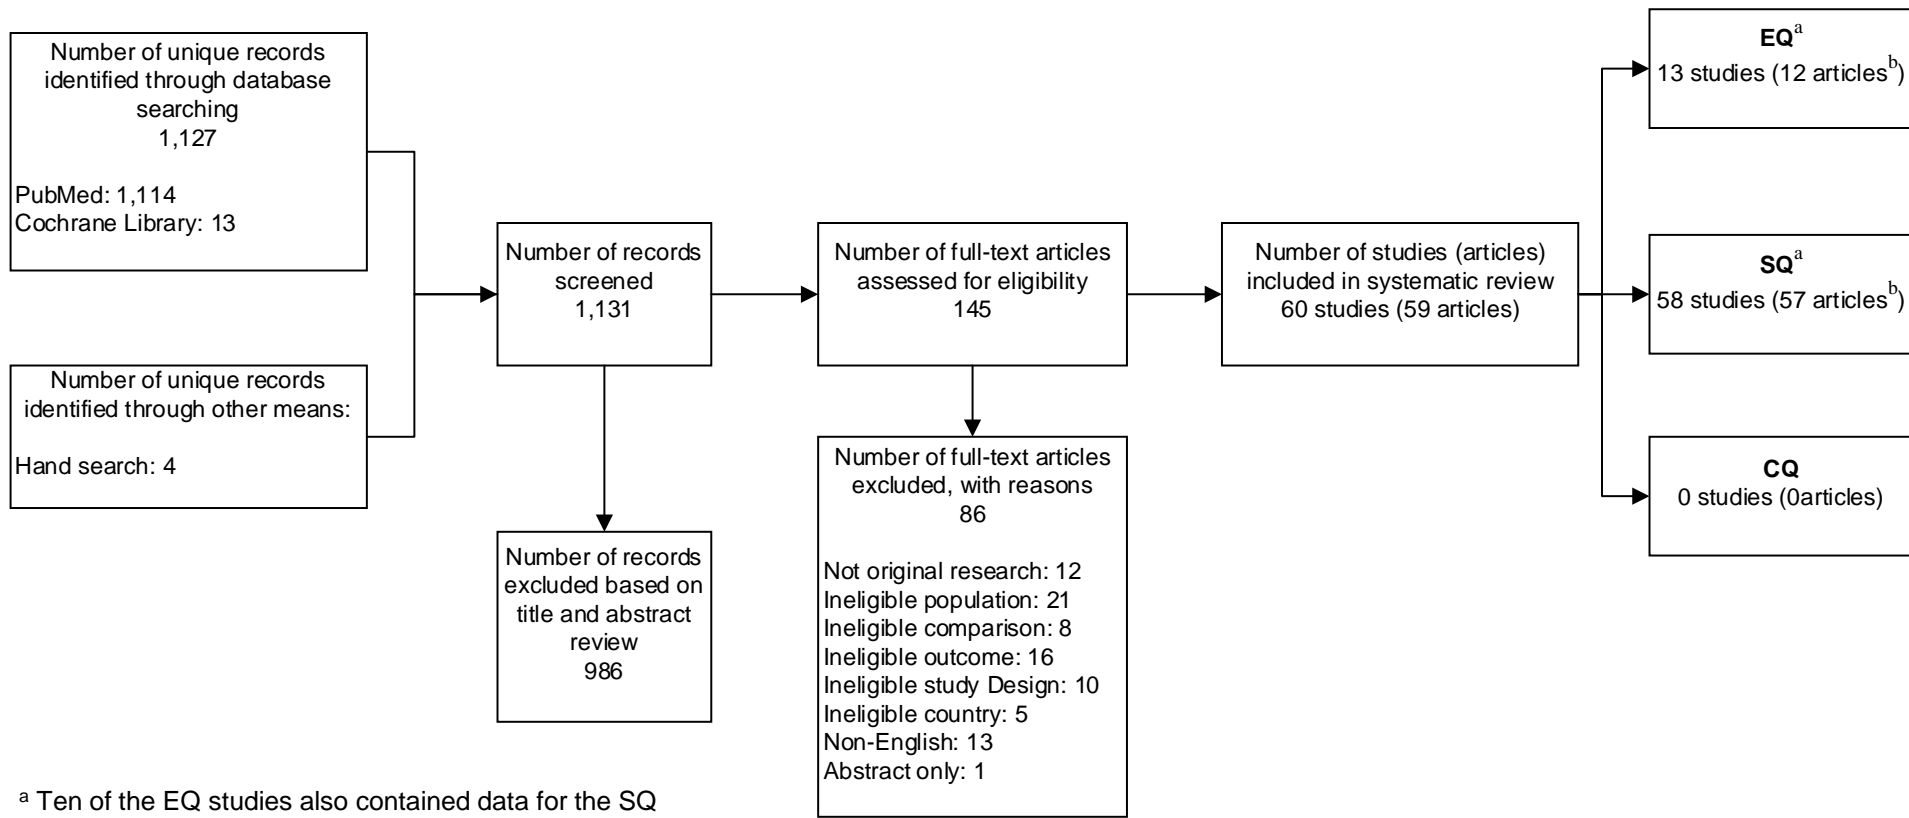 Number of unique records
identified through database
searching
1,127
PubMed: 1,114
Cochrane Library: 13
Number of unique records
identified through other means:
Hand search: 4
Number of records
screened
1,131
Number of records
excluded based on
title and abstract
review
986
Number of full-text articles
assessed for eligibility
145
Number of full-text articles
excluded, with reasons
86
Not original research: 12
Ineligible population: 21
Ineligible comparison: 8
Ineligible outcome: 16
Ineligible study Design: 10
Ineligible country: 5
Non-English: 13
Abstract only: 1
Number of studies (articles)
included in systematic review
60 studies (59 articles)
EQa
13 studies (12 articlesb)
SQa
58 studies (57 articlesb)
CQ
0 studies (0articles)
a Ten of the EQ studies also contained data for the SQ